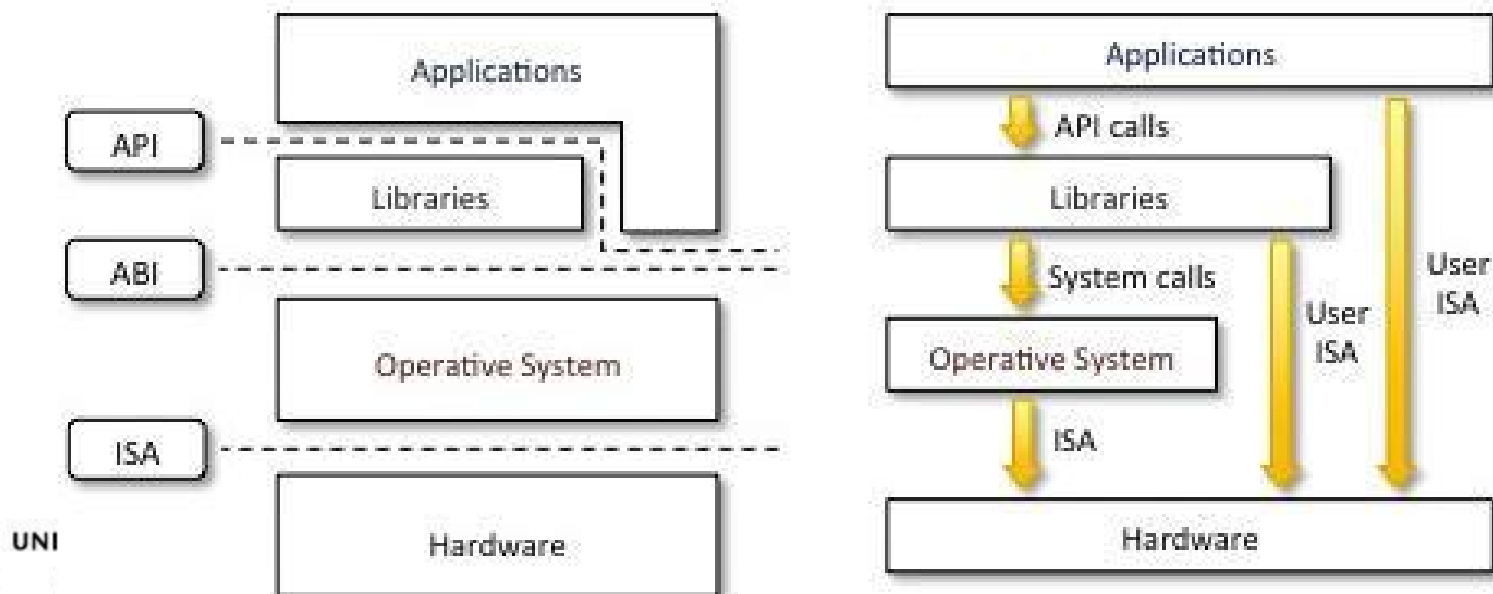 Applications
API
Libraries
ABI
Operative System
ISA
Hardware
UNI
Applications
API calls
Libraries
System calls
User
ISA
User
ISA
Operative System
ISA
Hardware